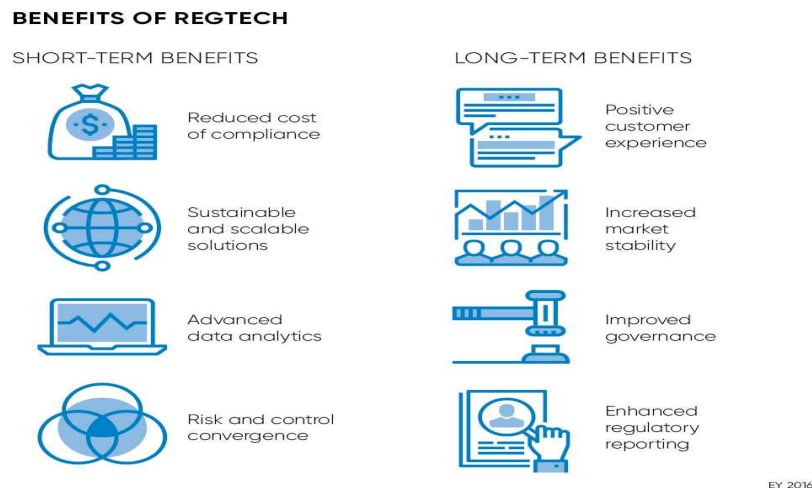 BENEFITS OF REGTECH
SHORT-TERM BENEFITS
Reduced cost
of compliance
Sustainable
and scalable
solutions
Advanced
data analytics
Risk and control
convergence
LONG-TERM BENEFITS
Positive
customer
experience
Increased
market
stability
Improved
governance
Enhanced
regulatory
reporting
EY 2016